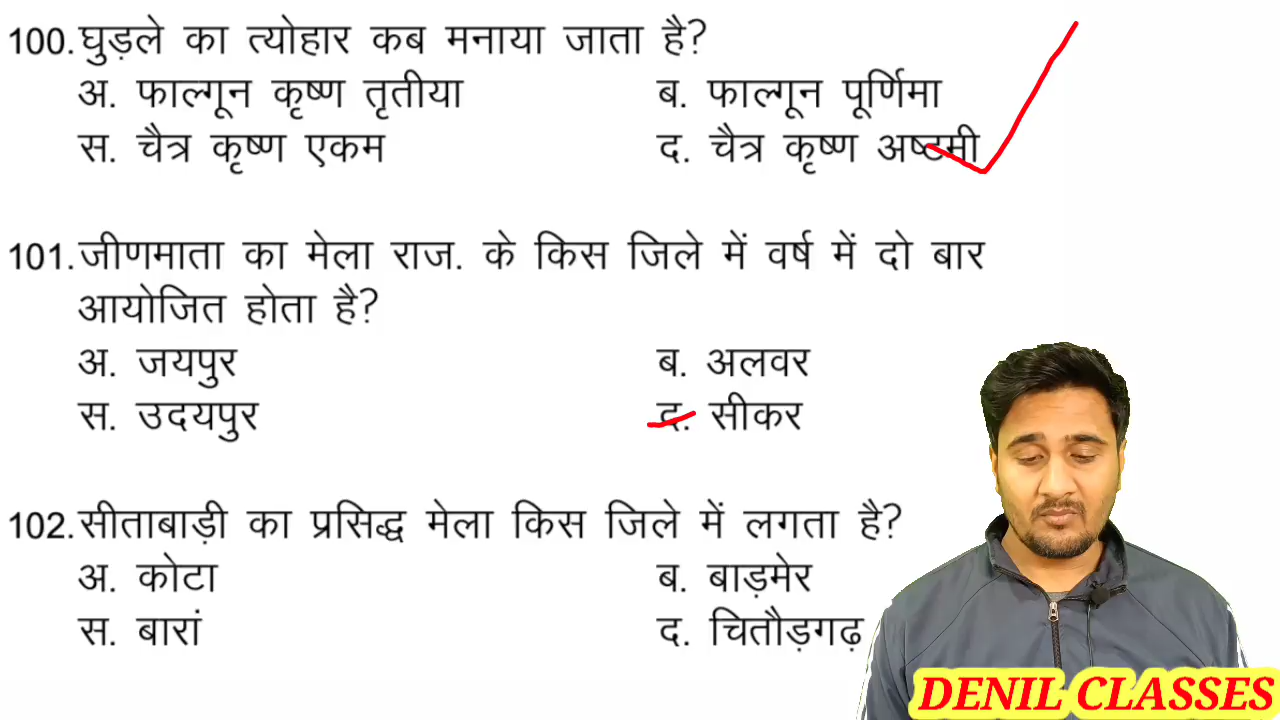 100. घुड़ले का त्योहार कब मनाया जाता है?
अ. फाल्गून कृष्ण तृतीया ब. फाल्गून पूर्णिमा
स. चैत्र कृष्ण एकम द. चैत्र कृष्ण अष्टमी
101. जीणमाता का मेला राज. के किस जिले में वर्ष में दो बार
आयोजित होता है?
अ. जयपुर ब. अलवर
स. उदयपुर द. सीकर
102. सीताबाड़ी का प्रसिद्ध मेला किस जिले में लगता है?
अ. कोटा ब. बाड़मेर
स. बारां द. चितौड़गढ़
DENIL CLASSES